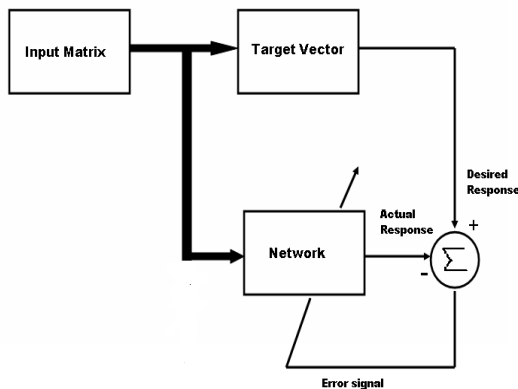 Input Matrix
Target Vector
Desired
Response
Actual
Response
+
Network
Σ
-
Error signal